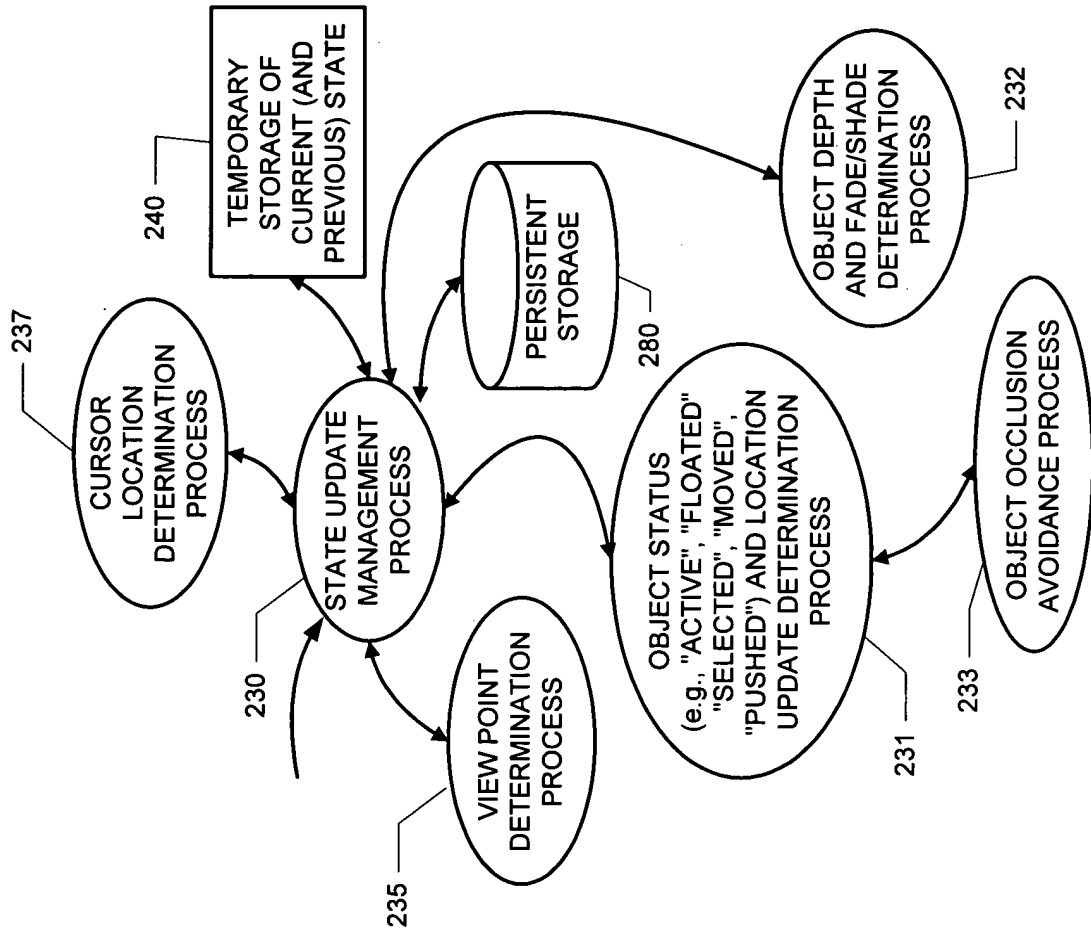 237
CURSOR
LOCATION
DETERMINATION
PROCESS
240
TEMPORARY
STORAGE OF
CURRENT (AND
PREVIOUS) STATE
230
STATE UPDATE
MANAGEMENT
PROCESS
PERSISTENT
STORAGE
280
235
VIEW POINT
DETERMINATION
PROCESS
OBJECT STATUS
(e.g., "ACTIVE", "FLOATED"
"SELECTED", "MOVED",
"PUSHED") AND LOCATION
UPDATE DETERMINATION
PROCESS
231
OBJECT DEPTH
AND FADE/SHADE
DETERMINATION
PROCESS
232
233
OBJECT OCCLUSION
AVOIDANCE PROCESS